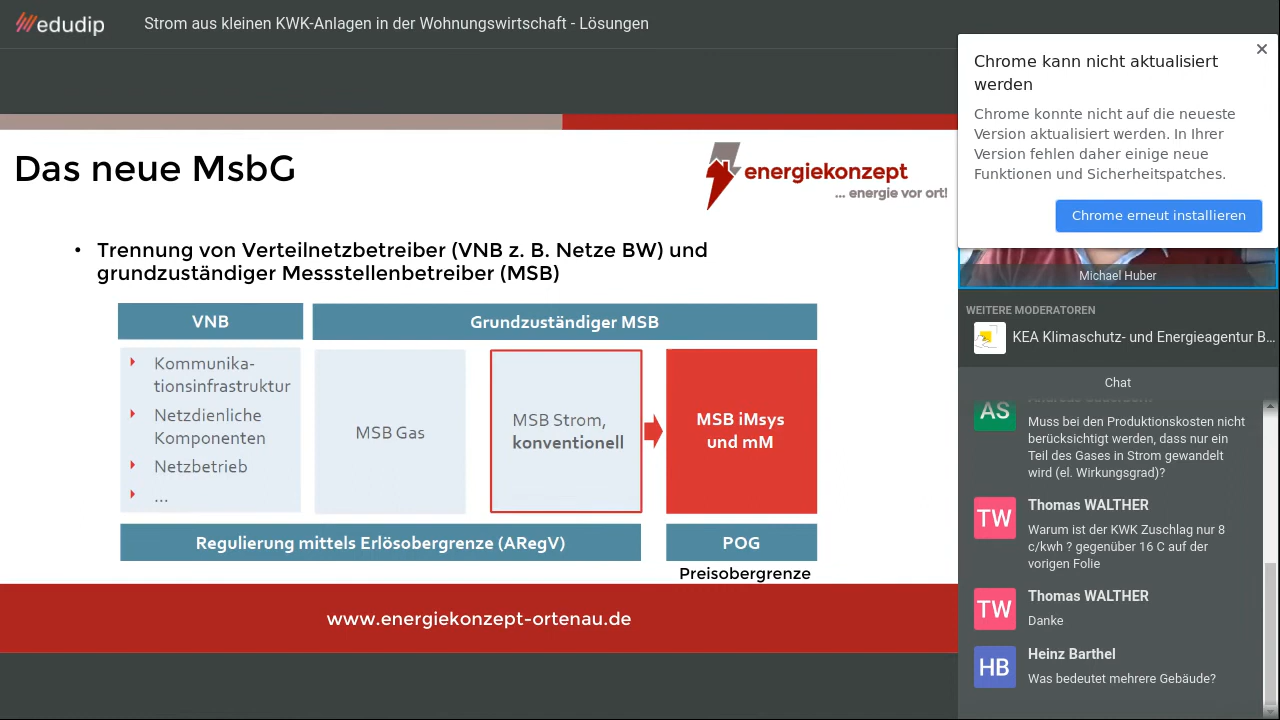 edudip
Strom aus kleinen KWK-Anlagen in der Wohnungswirtschaft - Lösungen
Das neue MsbG
energiekonzept
... energie vor ort!
• Trennung von Verteilnetzbetreiber (VNB z. B. Netze BW) und
grundzuständiger Messstellenbetreiber (MSB)
VNB
Grundzuständiger MSB
Kommunika-
tionsinfrastruktur
Netzdienliche
Komponenten
Netzbetrieb
...
MSB Gas
MSB Strom,
konventionell
MSB iMsys
und mM
Regulierung mittels Erlösobergrenze (ARegV)
POG
Preisobergrenze
www.energiekonzept-ortenau.de
Chrome kann nicht aktualisiert
werden
Chrome konnte nicht auf die neueste
Version aktualisiert werden. In Ihrer
Version fehlen daher einige neue
Funktionen und Sicherheitspatches.
Chrome erneut installieren
Michael Huber
WEITERE MODERATOREN
KEA Klimaschutz- und Energieagentur B...
Chat
AS
Muss bei den Produktionskosten nicht
berücksichtigt werden, dass nur ein
Teil des Gases in Strom gewandelt
wird (el. Wirkungsgrad)?
TW
Thomas WALTHER
Warum ist der KWK Zuschlag nur 8
c/kwh ? gegenüber 16 C auf der
vorigen Folie
TW
Thomas WALTHER
Danke
HB
Heinz Barthel
Was bedeutet mehrere Gebäude?